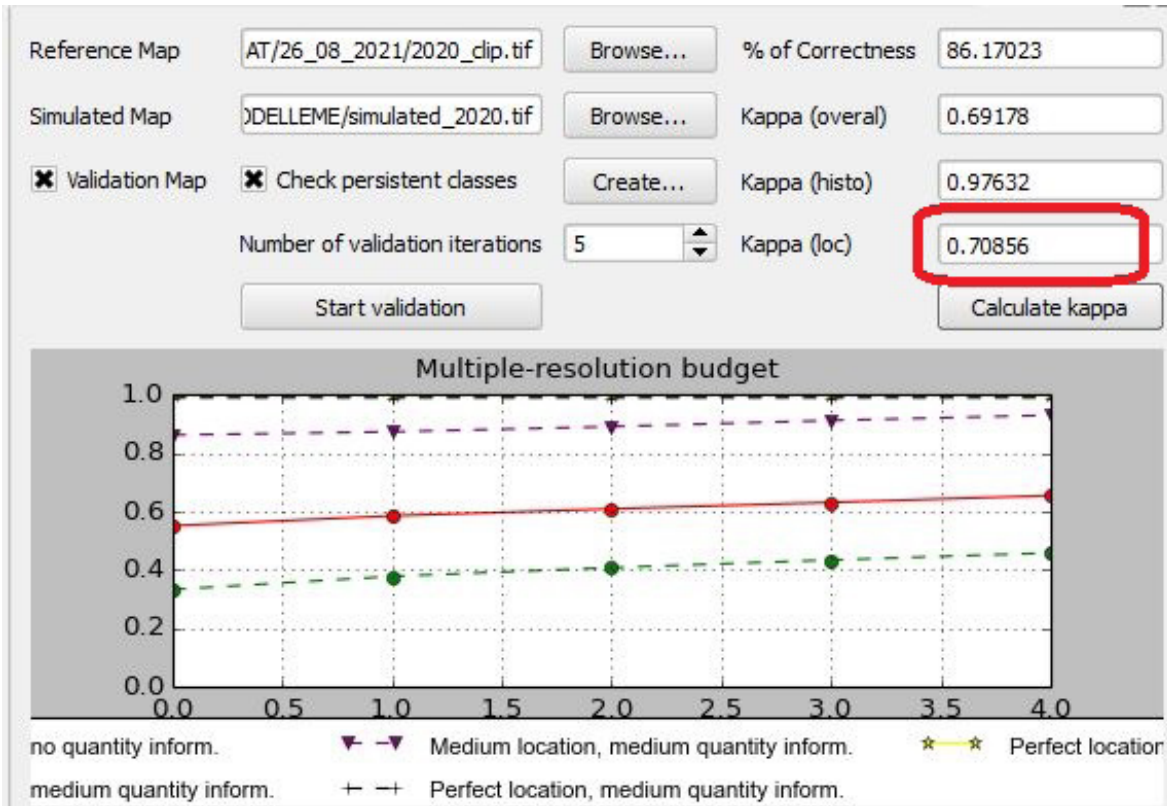 Reference Map AT/26_08_2021/2020_clip.tif Browse... % of Correctness 86.17023
Simulated Map ODELLEME/simulated_2020.tif Browse... Kappa (overal) 0.69178
Validation Map Check persistent classes Create... Kappa (histo) 0.97632
Number of validation iterations 5 Kappa (loc) 0.70856
Start validation Calculate kappa
Multiple-resolution budget
1.0
0.8
0.6
0.4
0.2
0.0
0.0 0.5 1.0 1.5 2.0 2.5 3.0 3.5 4.0
no quantity inform. Medium location, medium quantity inform. Perfect location
medium quantity inform. Perfect location, medium quantity inform.